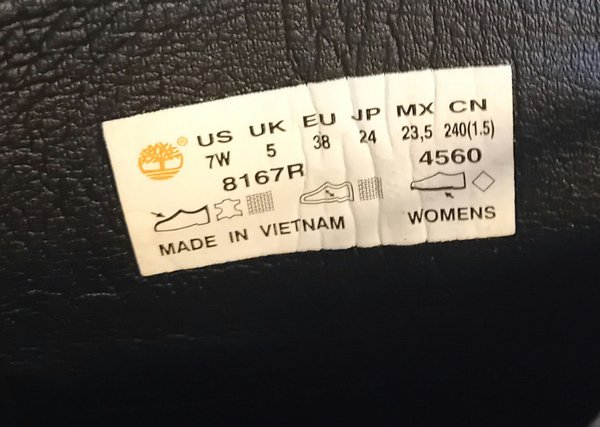 US UK EU JP MX CN
7W 5 38 24 23,5 240(1.5)
8167R 4560
MADE IN VIETNAM WOMENS